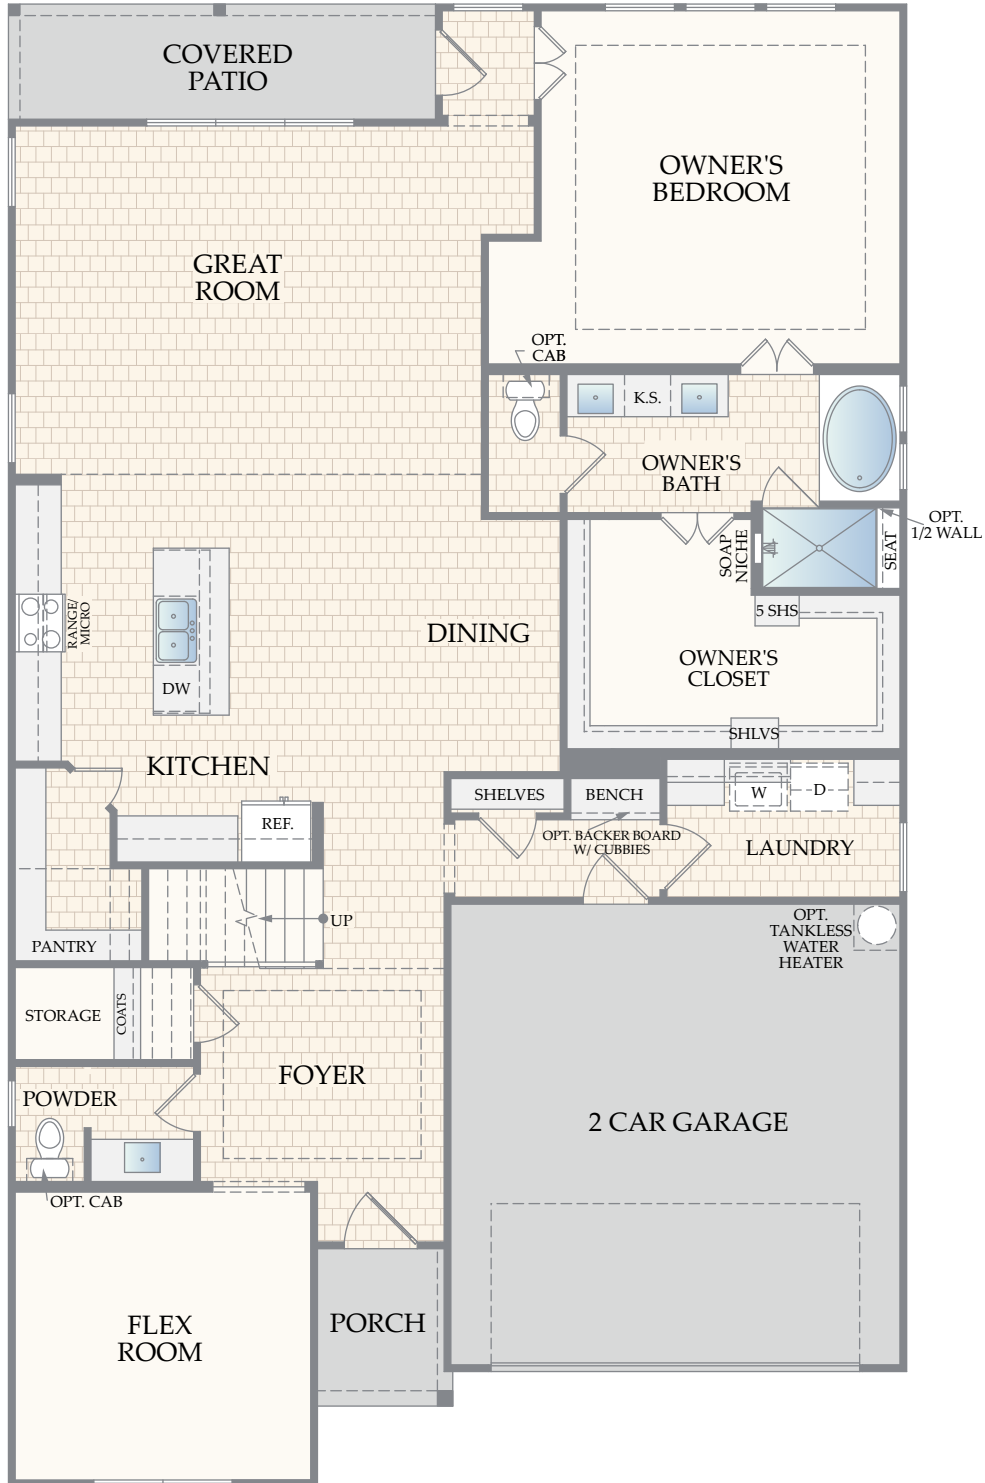 COVERED
PATIO
OWNER'S
BEDROOM
GREAT
ROOM
OPT.
CAB
K.S.
OWNER'S
BATH
OPT.
1/2 WALL
SOAP
NICHE
SEAT
RANGE/
MICRO
5 SHS
DINING
OWNER'S
CLOSET
DW
SHLVS
KITCHEN
SHELVES
BENCH
W
D
REF.
OPT. BACKER BOARD
W/ CUBBIES
LAUNDRY
UP
OPT.
TANKLESS
WATER
HEATER
PANTRY
STORAGE
COATS
FOYER
POWDER
2 CAR GARAGE
OPT. CAB
FLEX
ROOM
PORCH